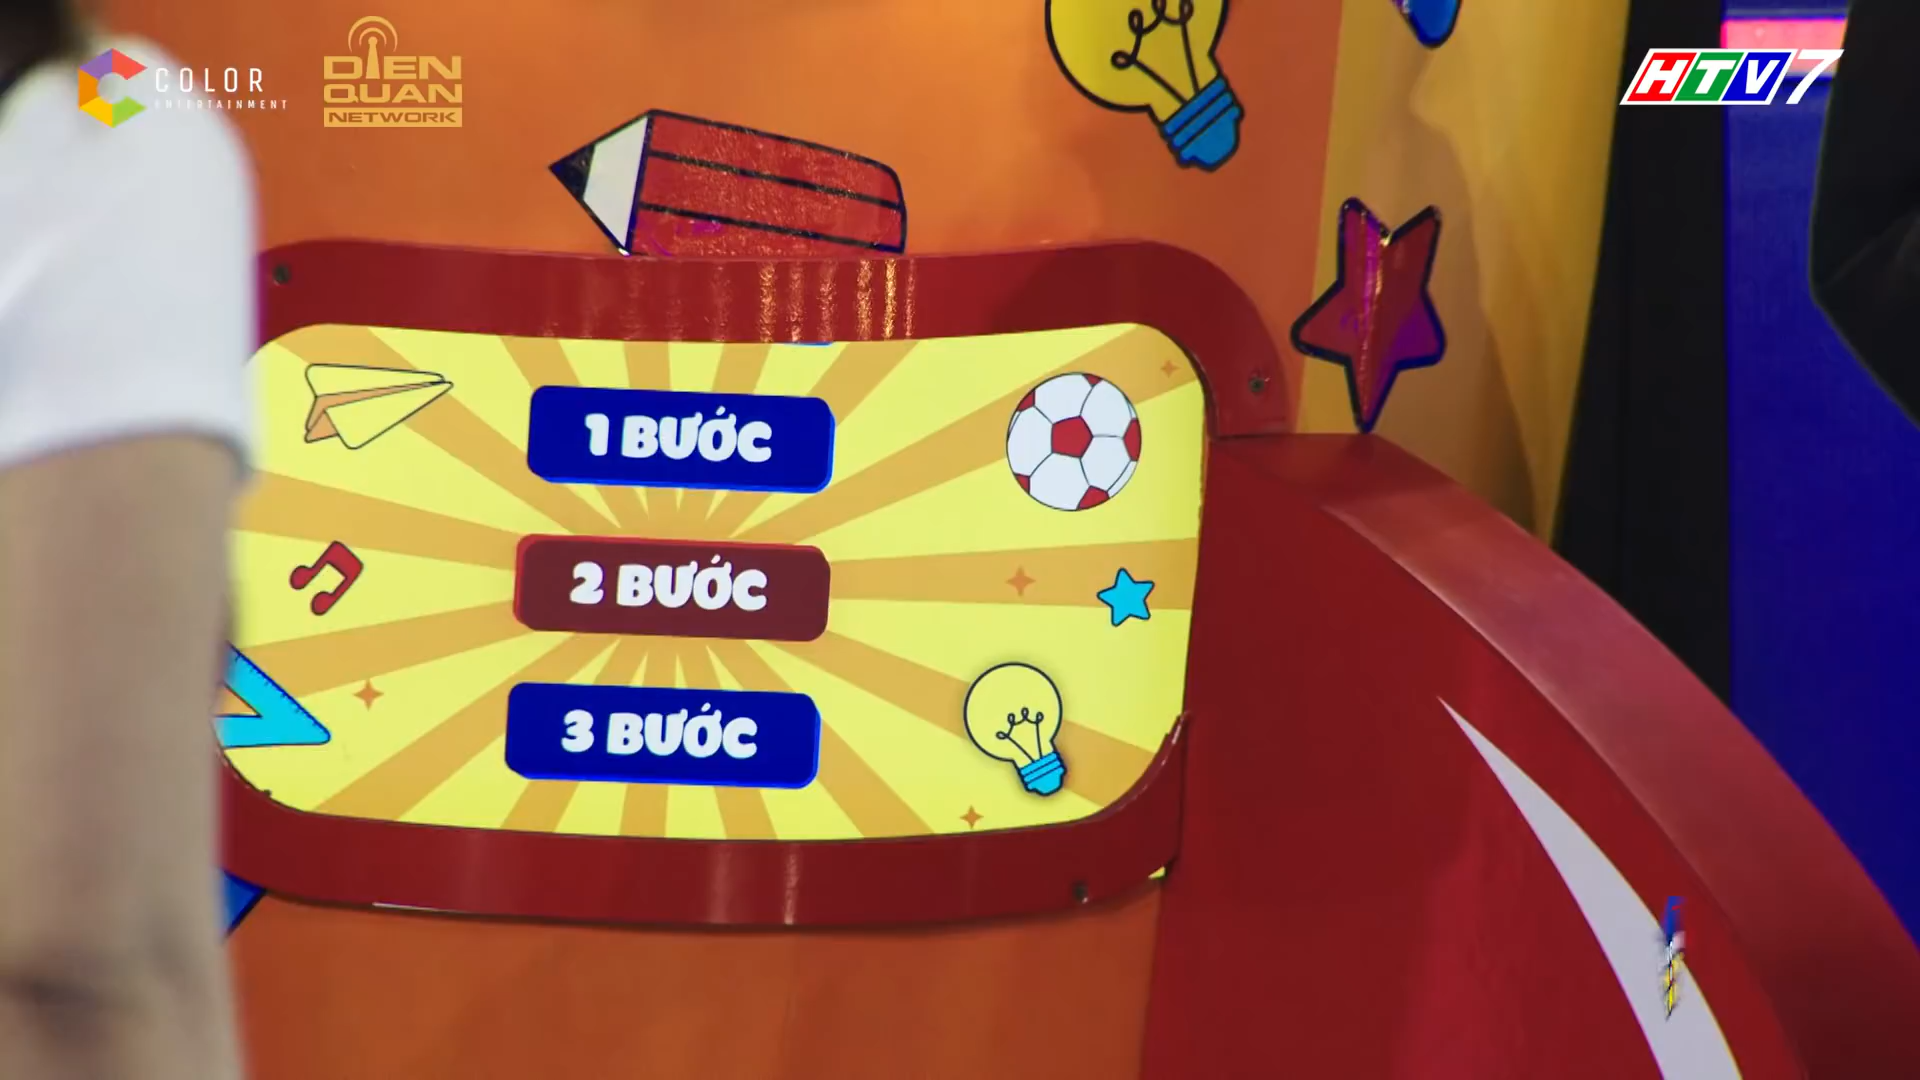 COLOR
ENTERTAINMENT
DIEN
QUAN
NETWORK
HTV7
1 BƯỚC
2 BƯỚC
3 BƯỚC